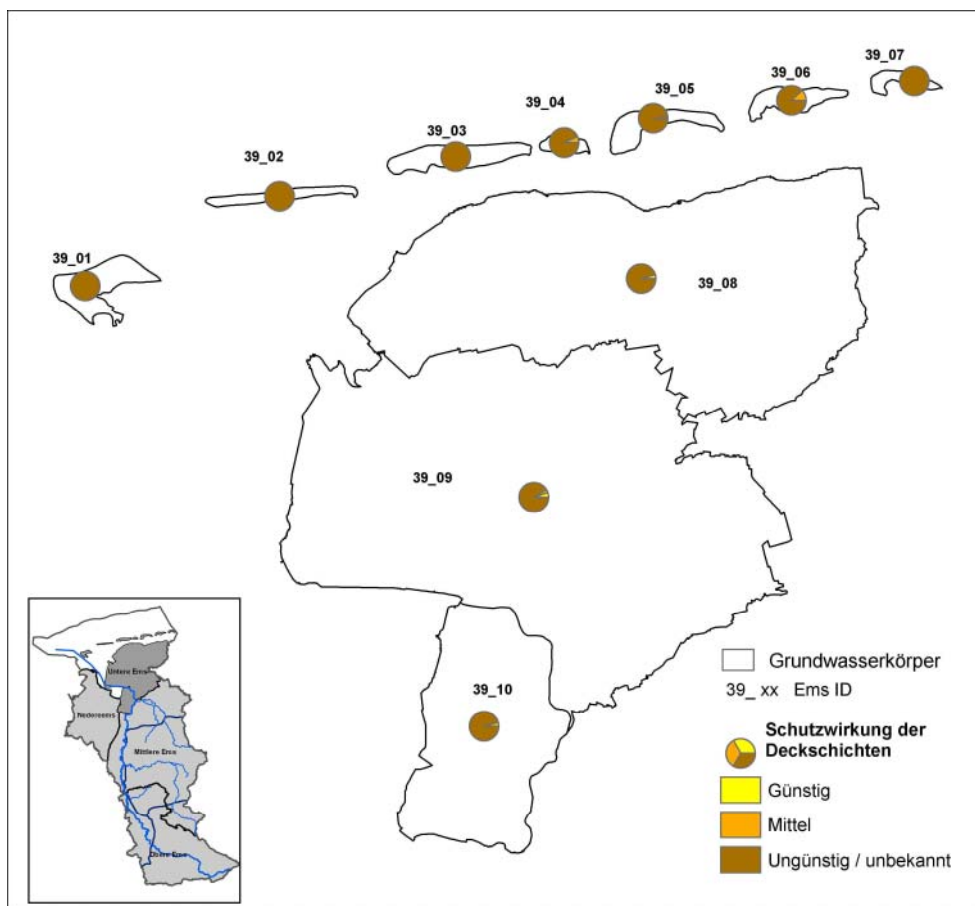 39_07
39_06
39_05
39_04
39_03
39_02
39_01
39_08
39_09
39_10
Untere Ems
Nedereems
Mittlere Ems
Obere Ems
Grundwasserkörper
39_ xx Ems ID
Schutzwirkung der
Deckschichten
Günstig
Mittel
Ungünstig / unbekannt